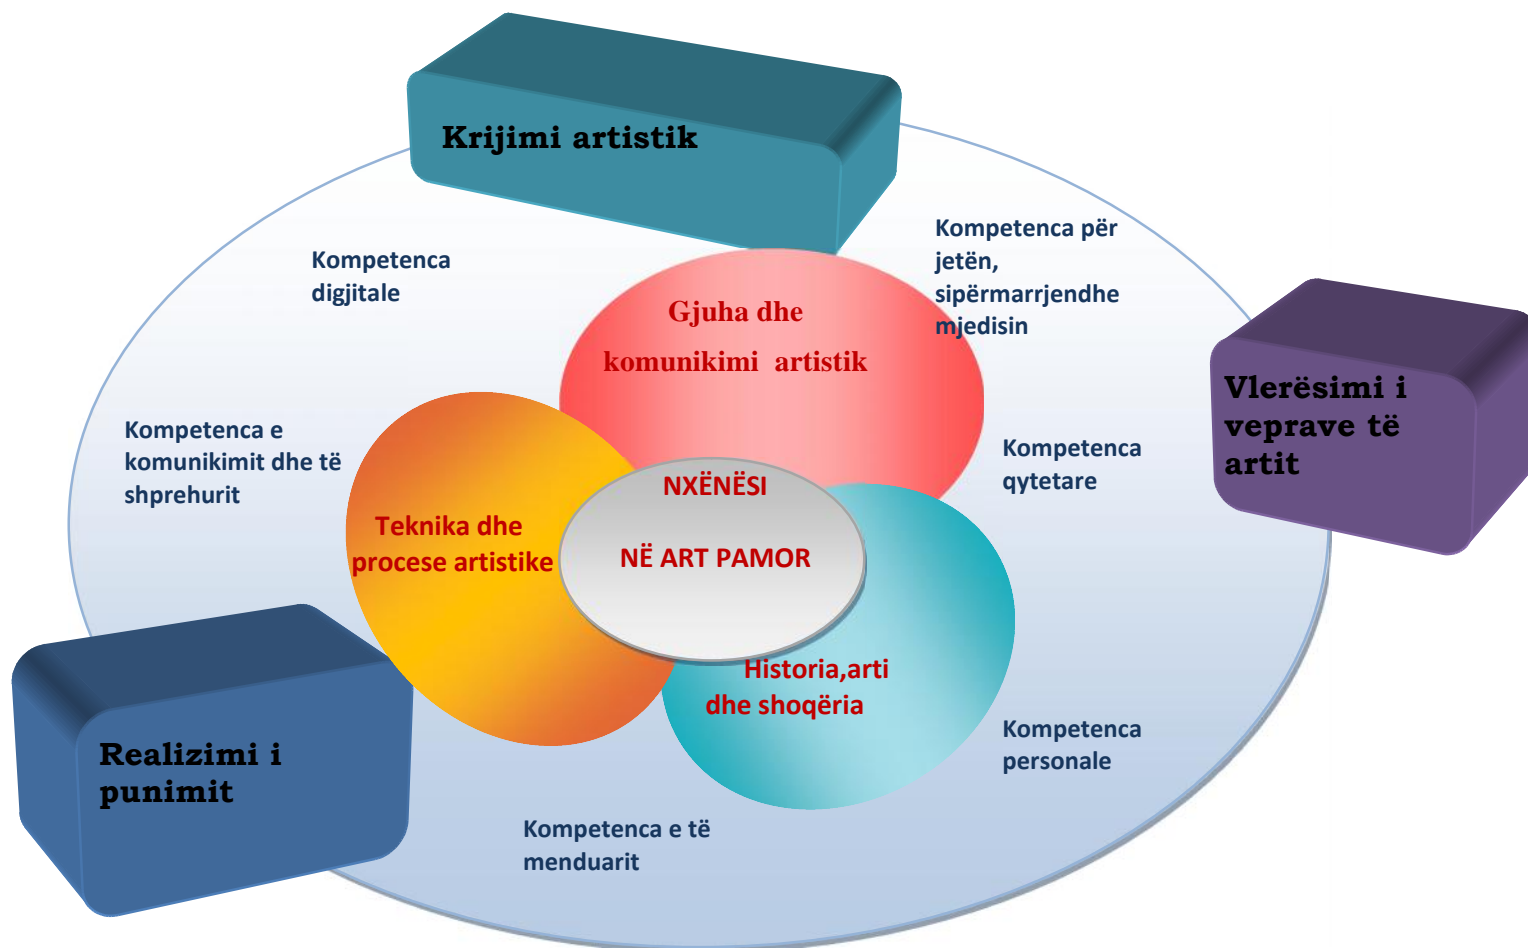 Krijimi artistik
Kompetenca
digjitale
Kompetenca për
jetën,
sipërmarrjendhe
mjedisin
Gjuha dhe
komunikimi artistik
Vlerësimi i
veprave të
artit
Kompetenca e
komunikimit dhe të
shprehurit
Kompetenca
qytetare
NXËNËSI
NË ART PAMOR
Teknika dhe
procese artistike
Historia,arti
dhe shoqëria
Realizimi i
punimit
Kompetenca
personale
Kompetenca e të
menduarit